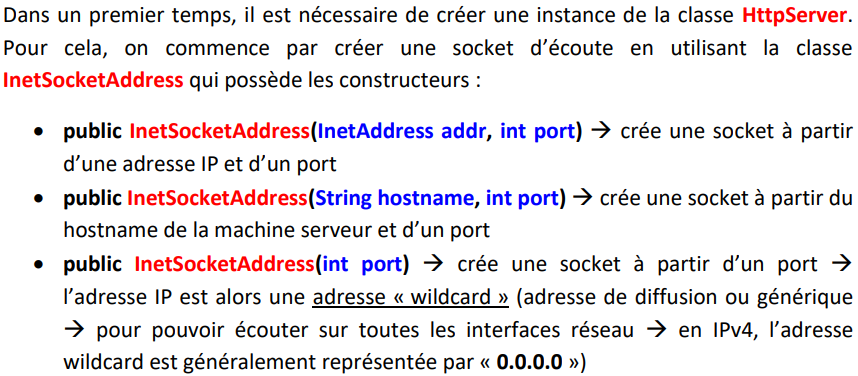 Dans un premier temps, il est nécessaire de créer une instance de la classe HttpServer.
Pour cela, on commence par créer une socket d'écoute en utilisant la classe
InetSocketAddress qui possède les constructeurs :
• public InetSocketAddress(InetAddress addr, int port) → crée une socket à partir
d'une adresse IP et d'un port
• public InetSocketAddress(String hostname, int port) → crée une socket à partir du
hostname de la machine serveur et d'un port
• public InetSocketAddress(int port) → crée une socket à partir d'un port →
l'adresse IP est alors une adresse « wildcard » (adresse de diffusion ou générique
→ pour pouvoir écouter sur toutes les interfaces réseau → en IPv4, l'adresse
wildcard est généralement représentée par « 0.0.0.0 »)